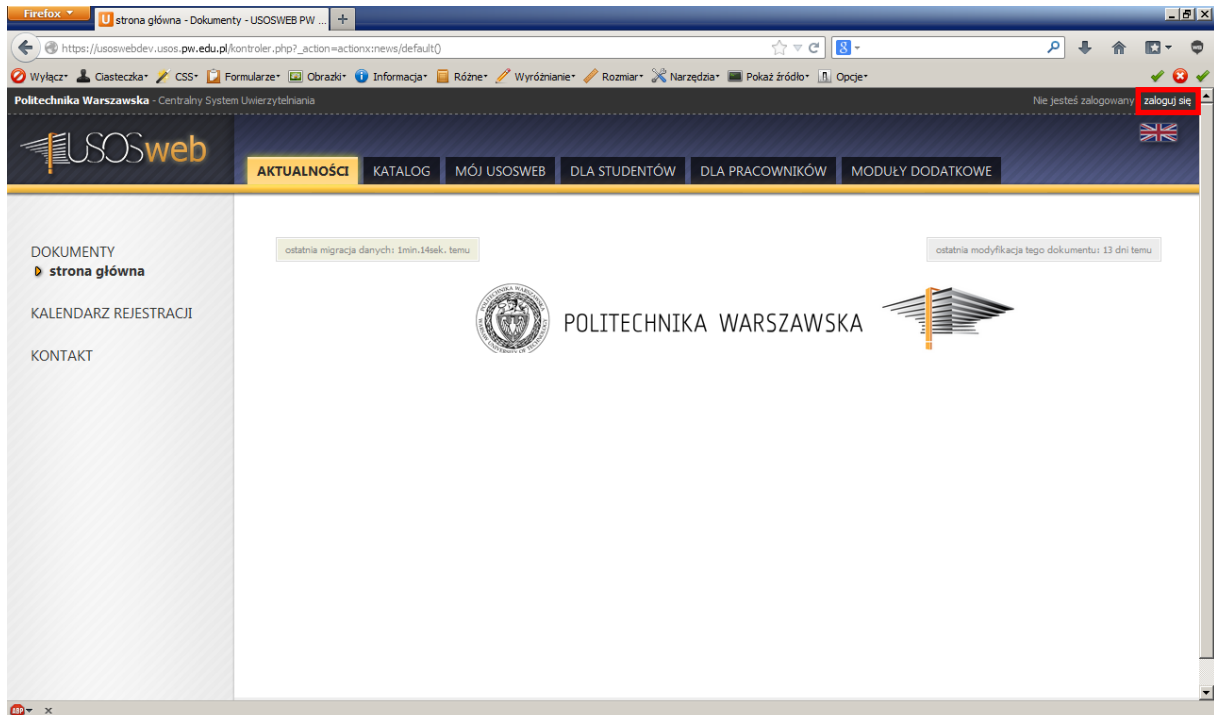 Firefox
strona główna - Dokumenty - USOSWEB PW ...
https://usoswebdev.usos.pw.edu.pl/kontroler.php?_action=actionx:news/default()
Wyłącz Ciasteczka CSS Formularze Obrazki Informacja Różne Wyróżnianie Rozmiar Narzędzia Pokaż źródło Opcje
Politechnika Warszawska - Centralny System Uwierzytelniania
Nie jesteś zalogowany zaloguj się
USOSweb
AKTUALNOŚCI KATALOG MÓJ USOSWEB DLA STUDENTÓW DLA PRACOWNIKÓW MODUŁY DODATKOWE
DOKUMENTY
strona główna
KALENDARZ REJESTRACJI
KONTAKT
ostatnia migracja danych: 1min.14sek. temu
ostatnia modyfikacja tego dokumentu: 13 dni temu
POLITECHNIKA WARSZAWSKA
ABP